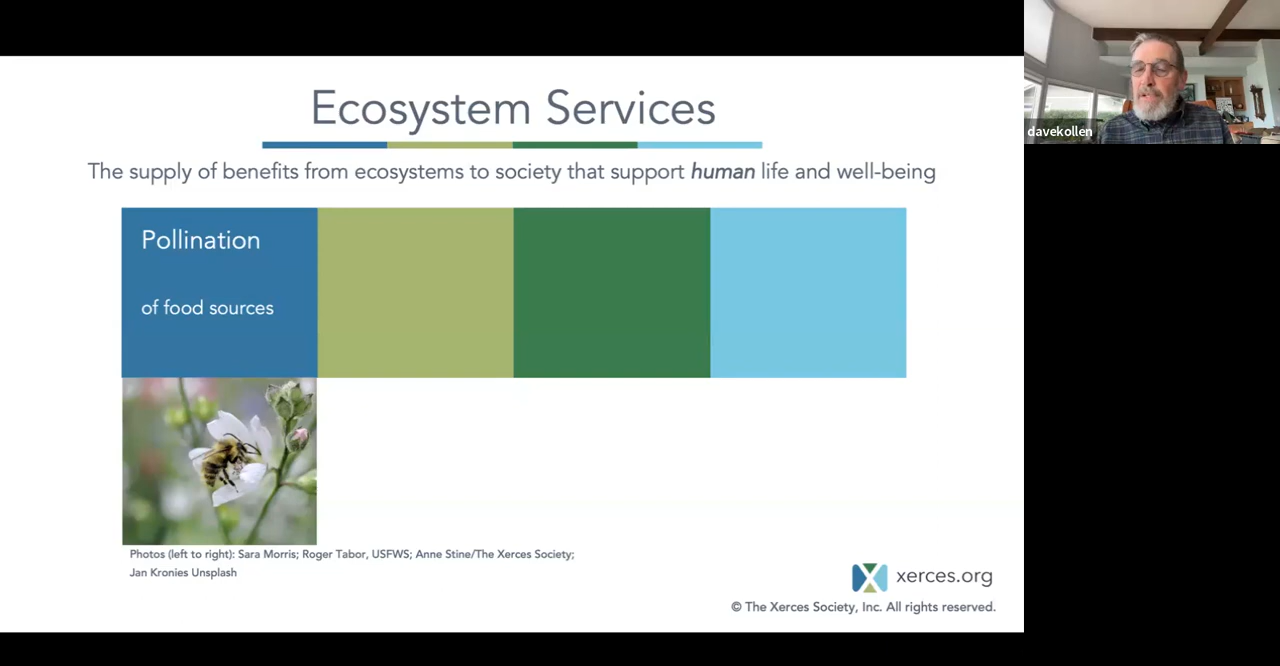 Ecosystem Services
The supply of benefits from ecosystems to society that support human life and well-being
Pollination
of food sources
Photos (left to right): Sara Morris; Roger Tabor, USFWS; Anne Stine/The Xerces Society;
Jan Kronies Unsplash
xerces.org
© The Xerces Society, Inc. All rights reserved.
davekollen